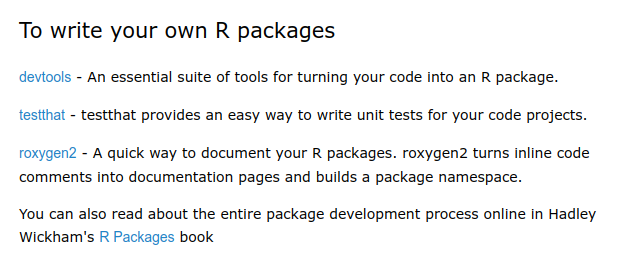 To write your own R packages
devtools - An essential suite of tools for turning your code into an R package.
testthat - testthat provides an easy way to write unit tests for your code projects.
roxygen2 - A quick way to document your R packages. roxygen2 turns inline code
comments into documentation pages and builds a package namespace.
You can also read about the entire package development process online in Hadley
Wickham's R Packages book